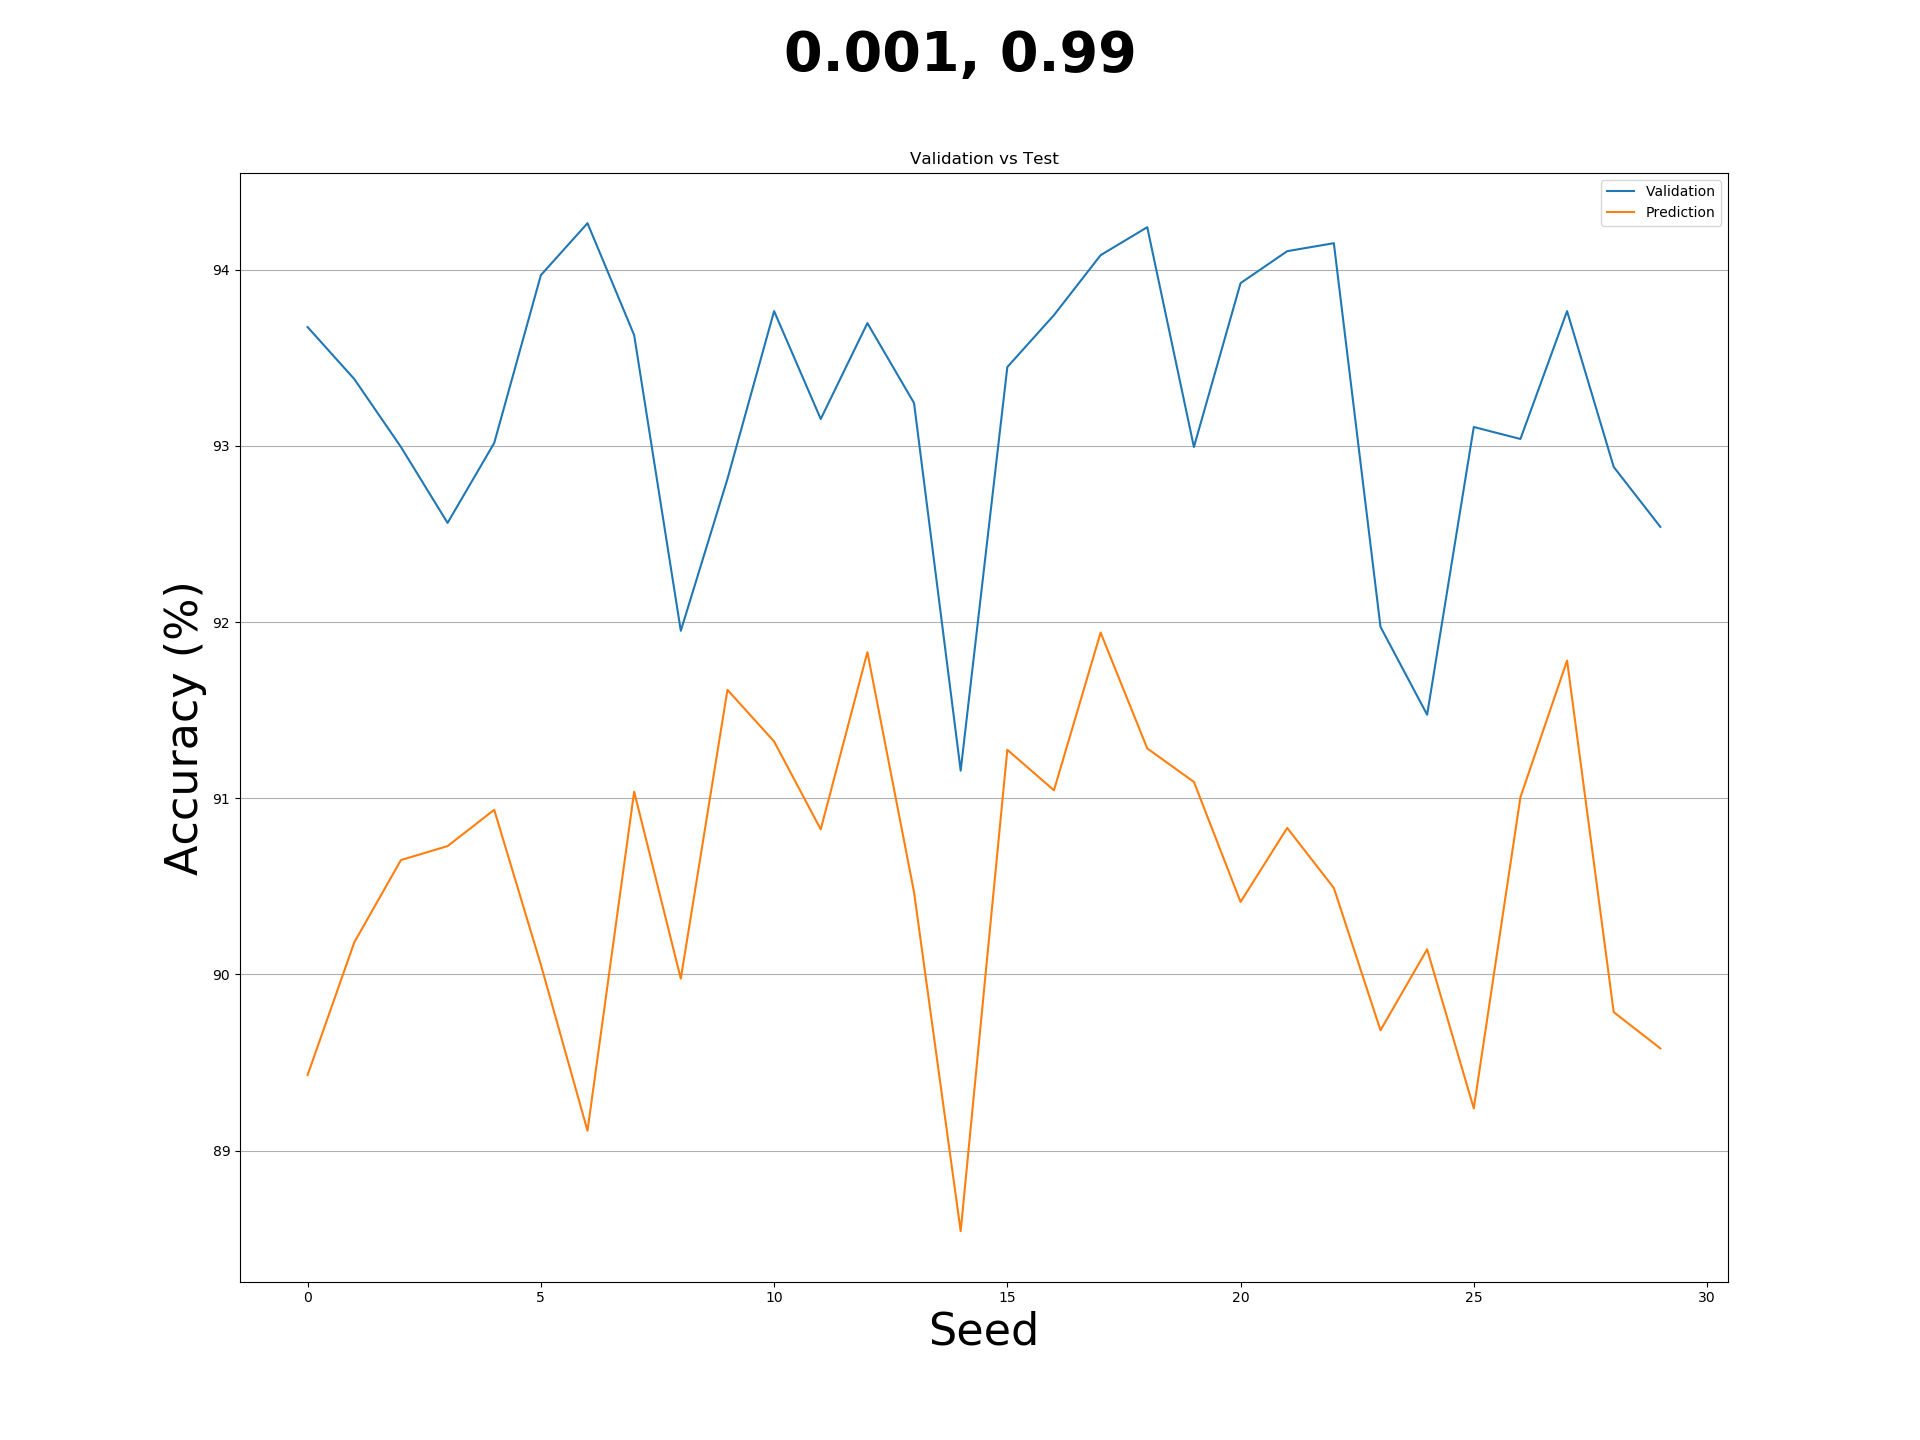 0.001, 0.99
Validation vs Test
Validation
Prediction
Accuracy (%)
94
93
92
91
90
89
0 5 10 15 20 25 30
Seed